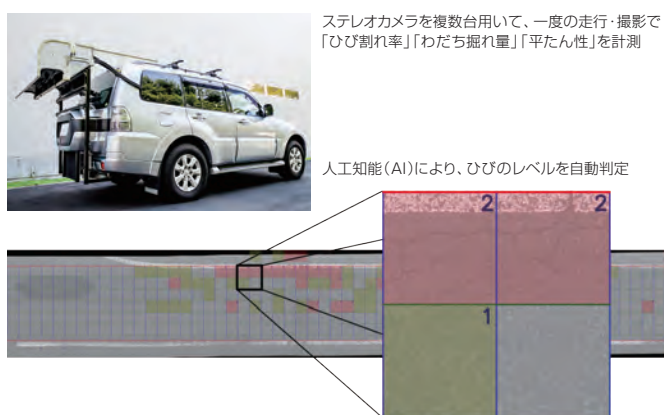 ステレオカメラを複数台用いて、一度の走行・撮影で
「ひび割れ率」「わだち掘れ量」「平たん性」を計測
人工知能(AI)により、ひびのレベルを自動判定
2
2
1